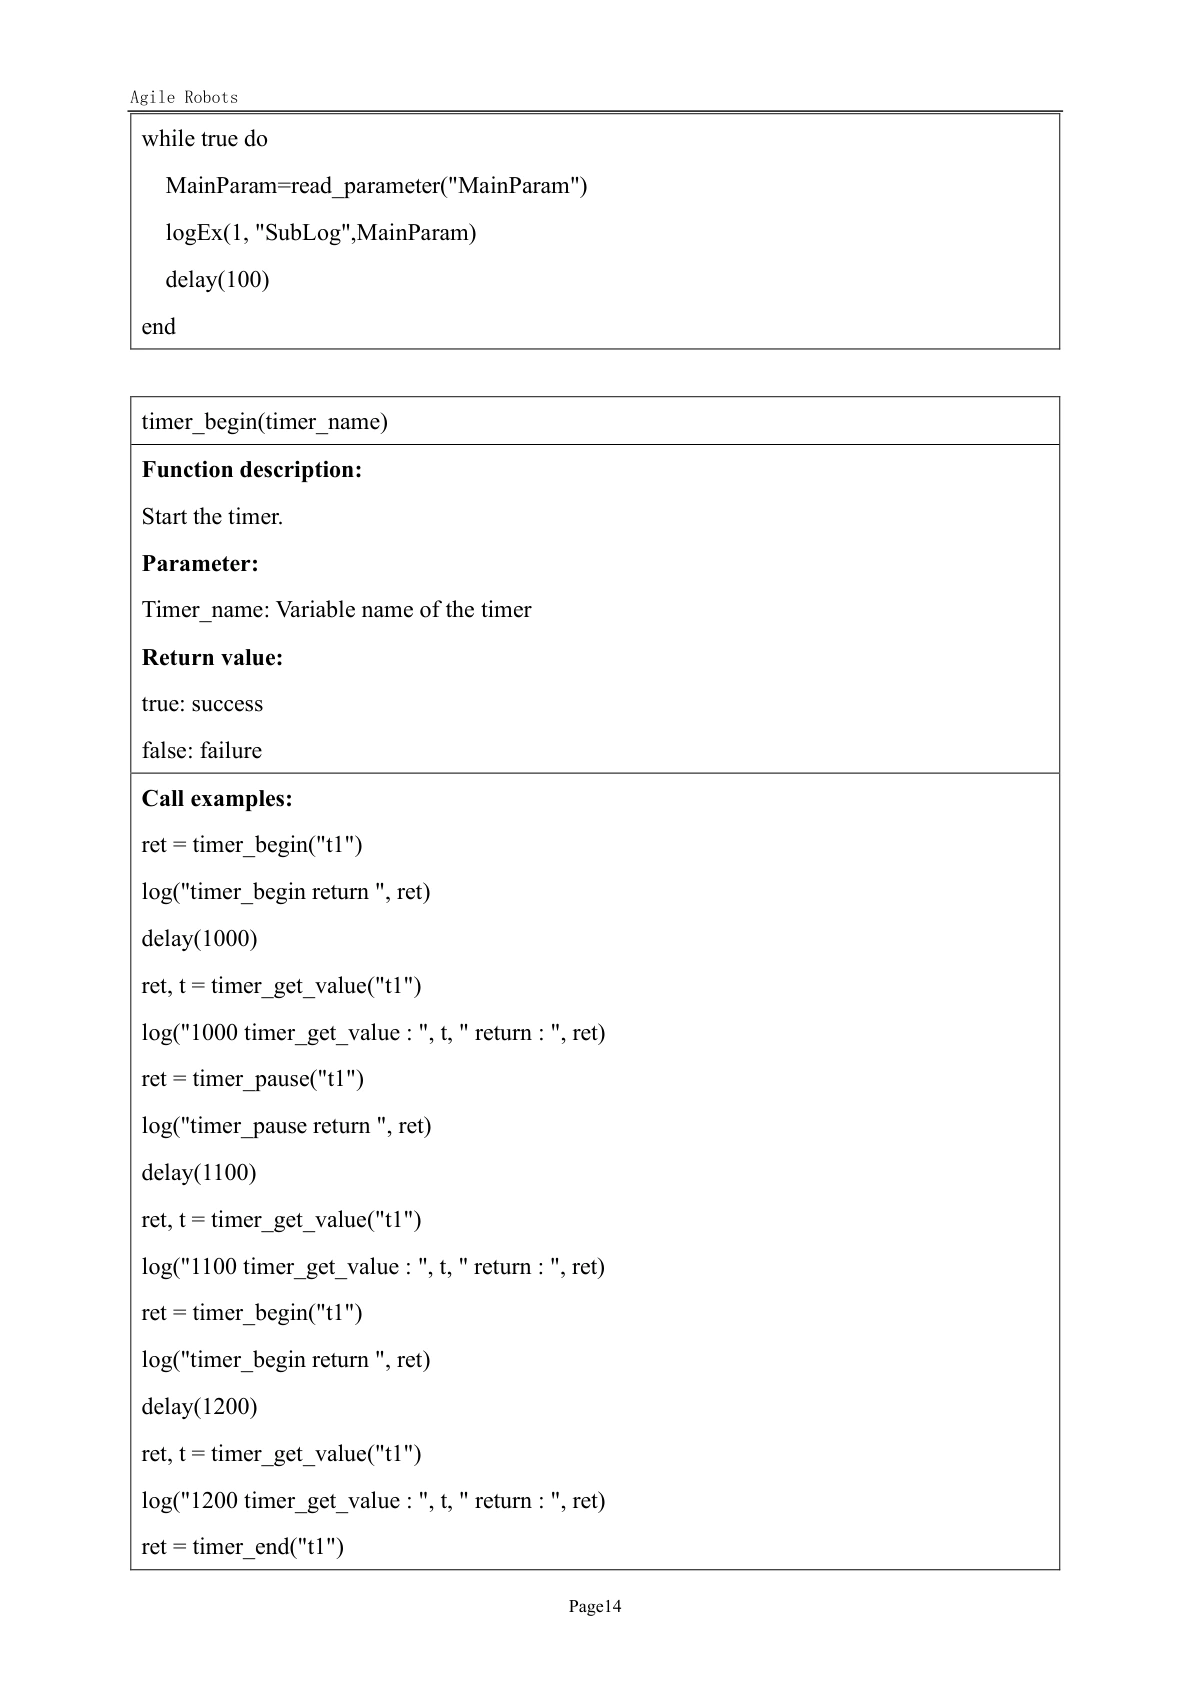 Agile Robots
while true do
MainParam=read_parameter("MainParam")
logEx(1, "SubLog",MainParam)
delay(100)
end
timer_begin(timer_name)
Function description:
Start the timer.
Parameter:
Timer_name: Variable name of the timer
Return value:
true: success
false: failure
Call examples:
ret = timer_begin("t1")
log("timer_begin return ", ret)
delay(1000)
ret, t = timer_get_value("t1")
log("1000 timer_get_value : ", t, " return : ", ret)
ret = timer_pause("t1")
log("timer_pause return ", ret)
delay(1100)
ret, t = timer_get_value("t1")
log("1100 timer_get_value : ", t, " return : ", ret)
ret = timer_begin("t1")
log("timer_begin return ", ret)
delay(1200)
ret, t = timer_get_value("t1")
log("1200 timer_get_value : ", t, " return : ", ret)
ret = timer_end("t1")
Page14